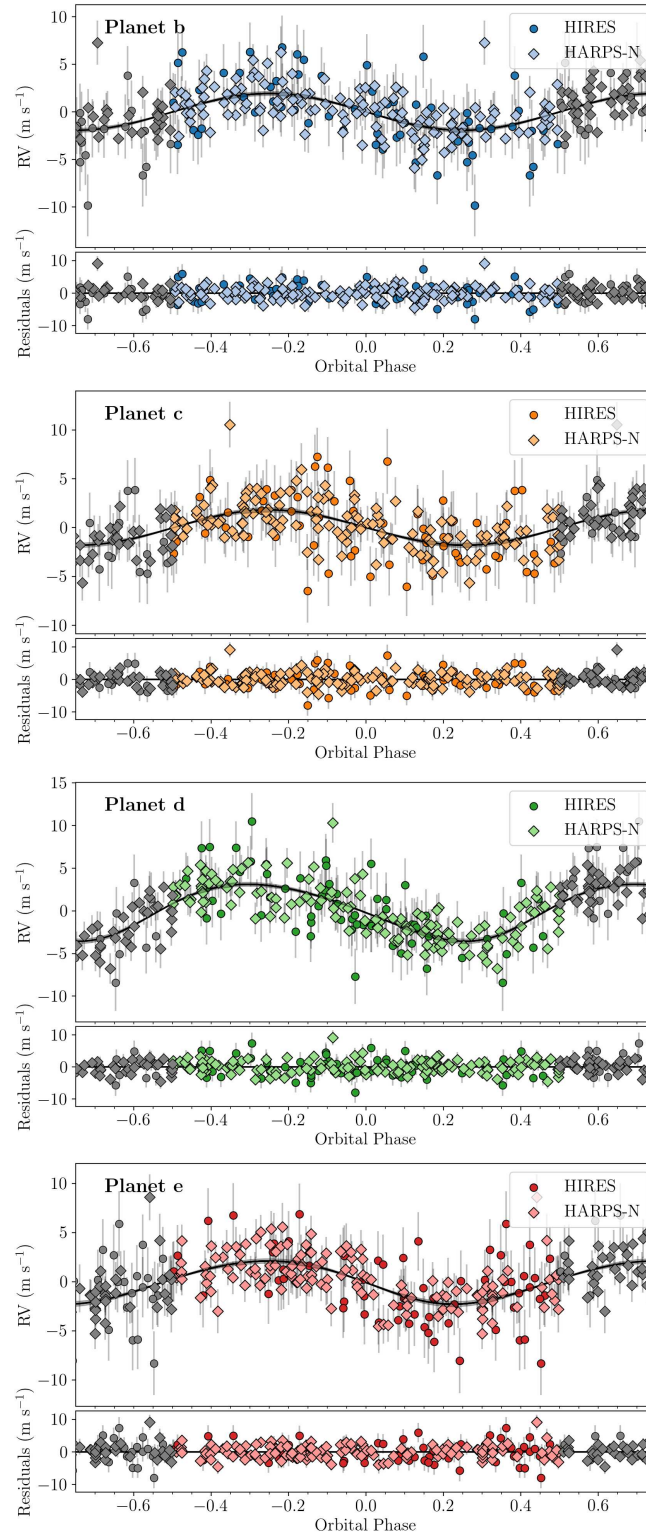 Planet b
HIRES
HARPS-N
10
5
0
−5
−10
RV (m s⁻¹)
10
0
−10
Residuals (m s⁻¹)
−0.6
−0.4
−0.2
0.0
0.2
0.4
0.6
Orbital Phase
Planet c
HIRES
HARPS-N
10
5
0
−5
−10
RV (m s⁻¹)
10
0
−10
Residuals (m s⁻¹)
−0.6
−0.4
−0.2
0.0
0.2
0.4
0.6
Orbital Phase
Planet d
HIRES
HARPS-N
15
10
5
0
−5
−10
RV (m s⁻¹)
10
0
−10
Residuals (m s⁻¹)
−0.6
−0.4
−0.2
0.0
0.2
0.4
0.6
Orbital Phase
Planet e
HIRES
HARPS-N
10
5
0
−5
−10
RV (m s⁻¹)
10
0
−10
Residuals (m s⁻¹)
−0.6
−0.4
−0.2
0.0
0.2
0.4
0.6
Orbital Phase